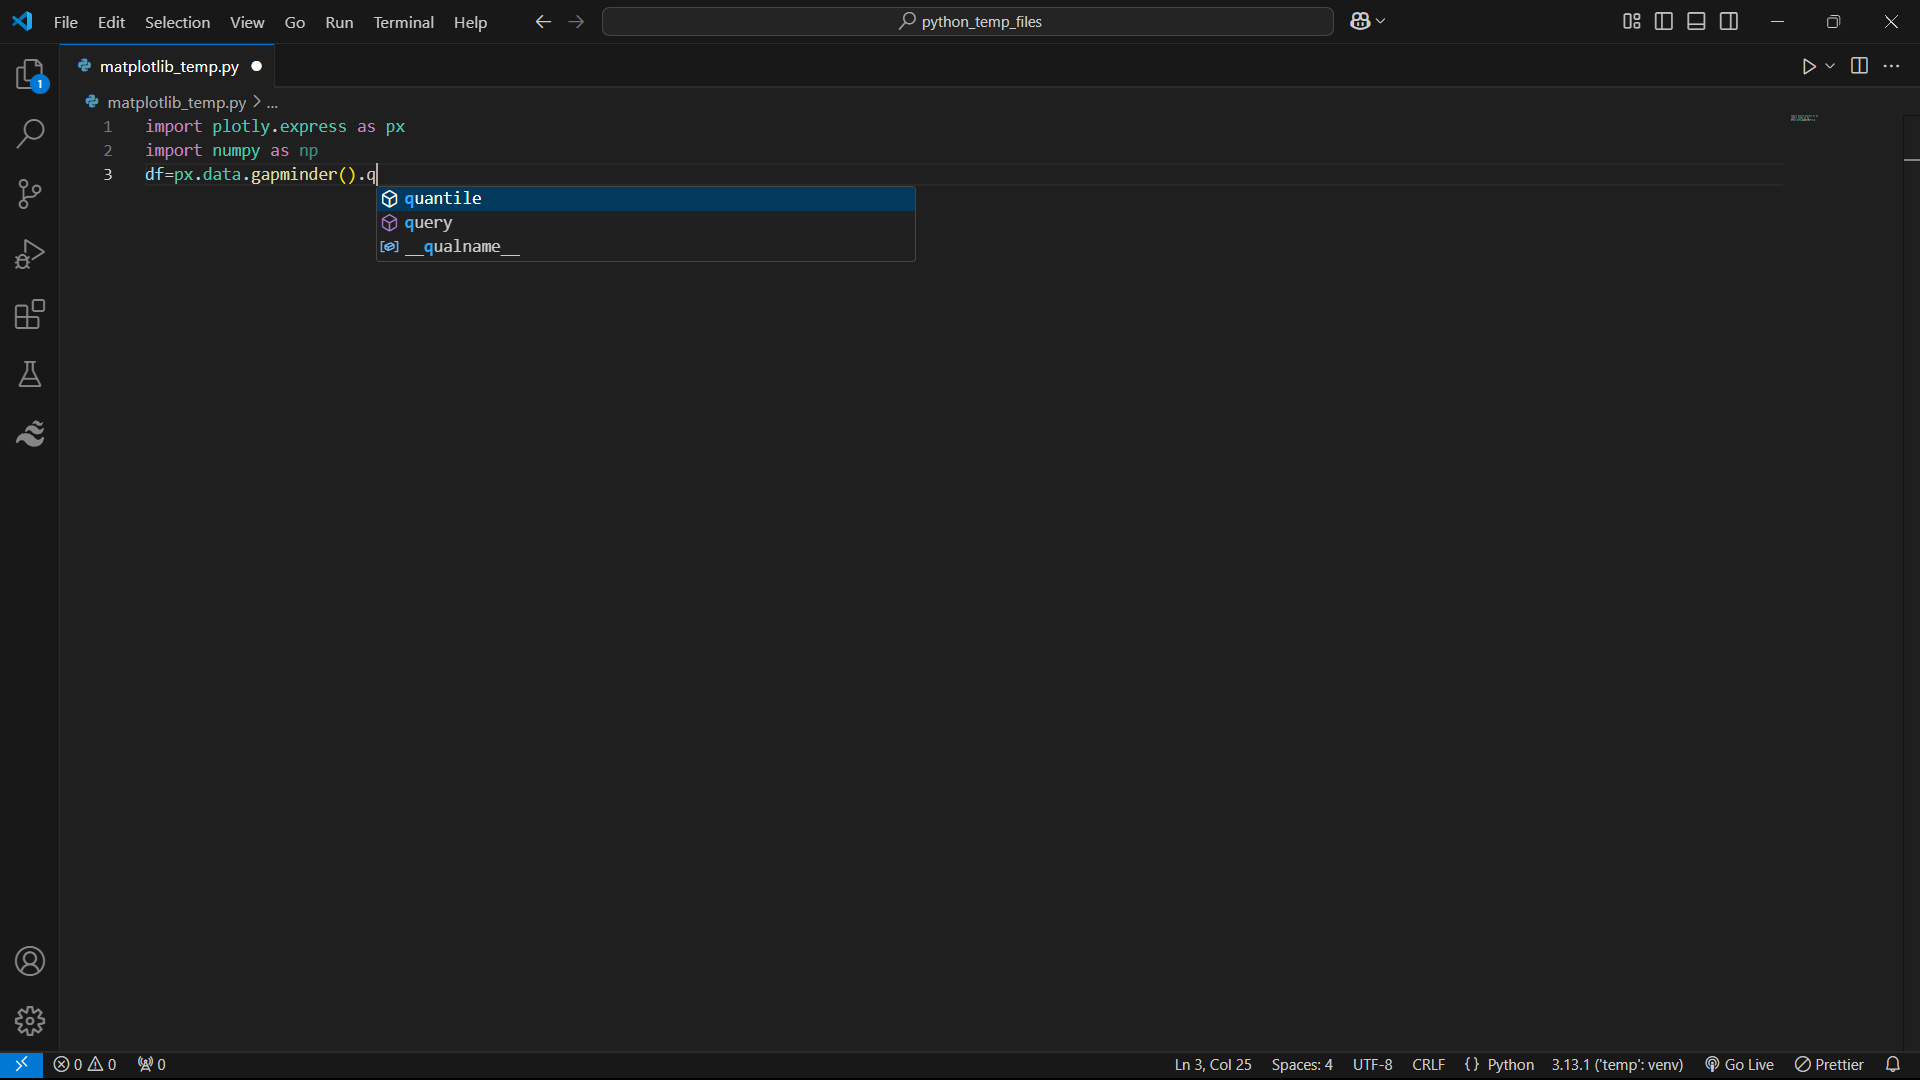 File Edit Selection View Go Run Terminal Help
python_temp_files
matplotlib_temp.py
matplotlib_temp.py > ...
1 import plotly.express as px
2 import numpy as np
3 df=px.data.gapminder().q
quantile
query
__qualname__
1
0 0 0
Ln 3, Col 25 Spaces: 4 UTF-8 CRLF {} Python 3.13.1 ('temp': venv) Go Live Prettier